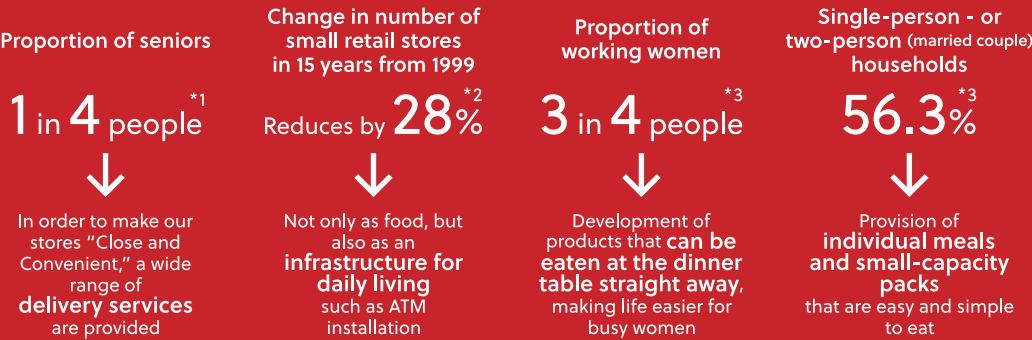 Proportion of seniors
1 in 4 people*1
In order to make our
stores “Close and
Convenient,” a wide
range of
delivery services
are provided
Change in number of
small retail stores
in 15 years from 1999
Reduces by 28%*2
Not only as food, but
also as an
infrastructure for
daily living
such as ATM
installation
Proportion of
working women
3 in 4 people*3
Development of
products that can be
eaten at the dinner
table straight away,
making life easier for
busy women
Single-person - or
two-person (married couple)
households
56.3%*3
Provision of
individual meals
and small-capacity
packs
that are easy and simple
to eat